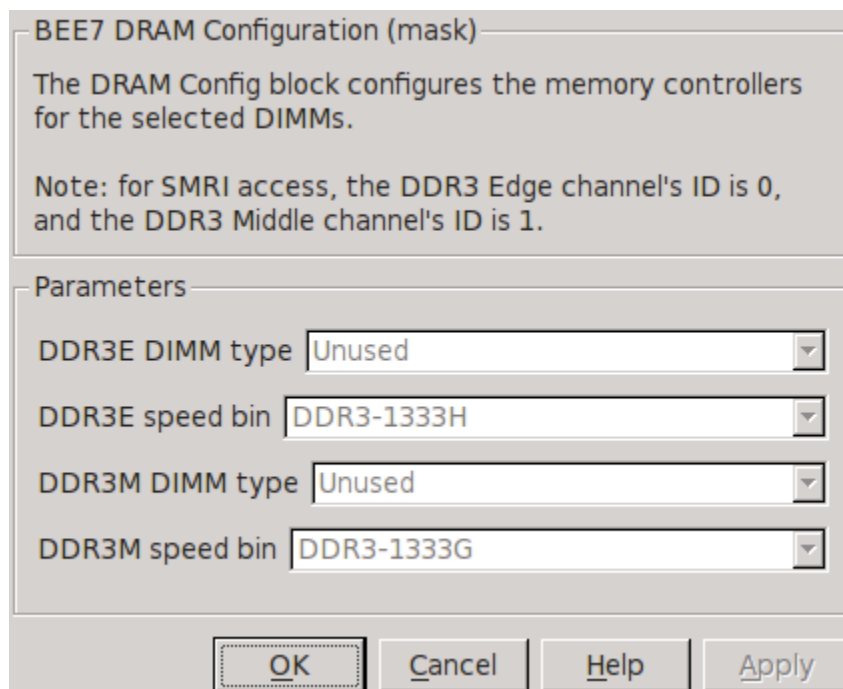 BEE7 DRAM Configuration (mask)
The DRAM Config block configures the memory controllers
for the selected DIMMs.
Note: for SMRI access, the DDR3 Edge channel's ID is 0,
and the DDR3 Middle channel's ID is 1.
Parameters
DDR3E DIMM type Unused
DDR3E speed bin DDR3-1333H
DDR3M DIMM type Unused
DDR3M speed bin DDR3-1333G
OK Cancel Help Apply